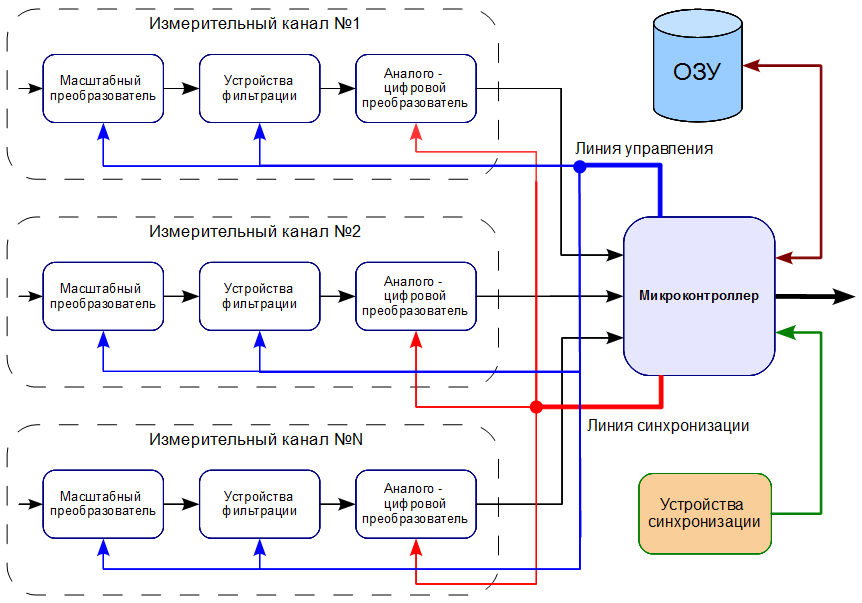 Измерительный канал №1
Масштабный
преобразователь
Устройства
фильтрации
Аналого -
цифровой
преобразователь
ОЗУ
Линия управления
Измерительный канал №2
Масштабный
преобразователь
Устройства
фильтрации
Аналого -
цифровой
преобразователь
Микроконтроллер
Линия синхронизации
Измерительный канал №N
Масштабный
преобразователь
Устройства
фильтрации
Аналого -
цифровой
преобразователь
Устройства
синхронизации